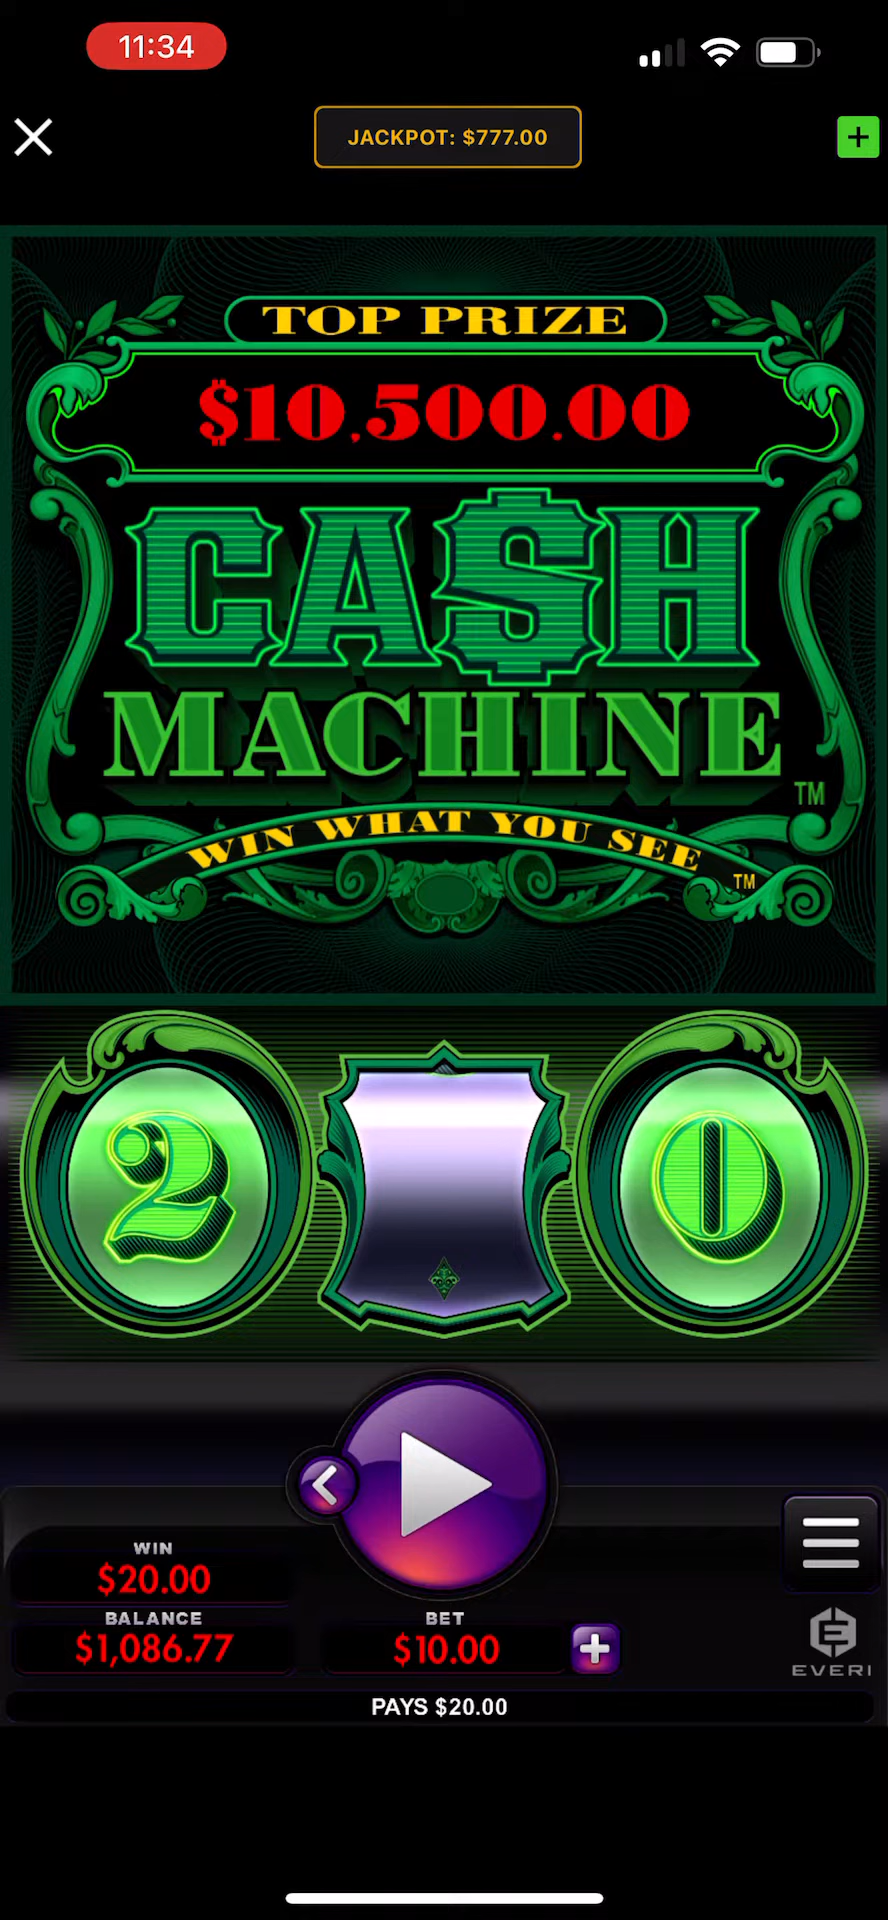 11:34
JACKPOT: $777.00
TOP PRIZE
$10,500.00
CA$H
MACHINE
TM
WIN WHAT YOU SEE
TM
2 0
WIN
$20.00
BALANCE
$1,086.77
BET
$10.00
EVERI
PAYS $20.00